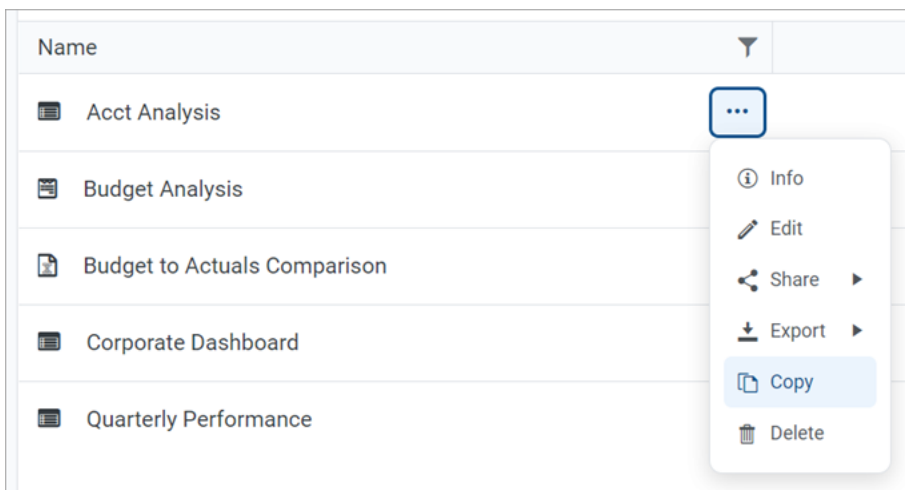 Name
Acct Analysis
Info
Budget Analysis
Edit
Budget to Actuals Comparison
Share
Export
Corporate Dashboard
Copy
Quarterly Performance
Delete